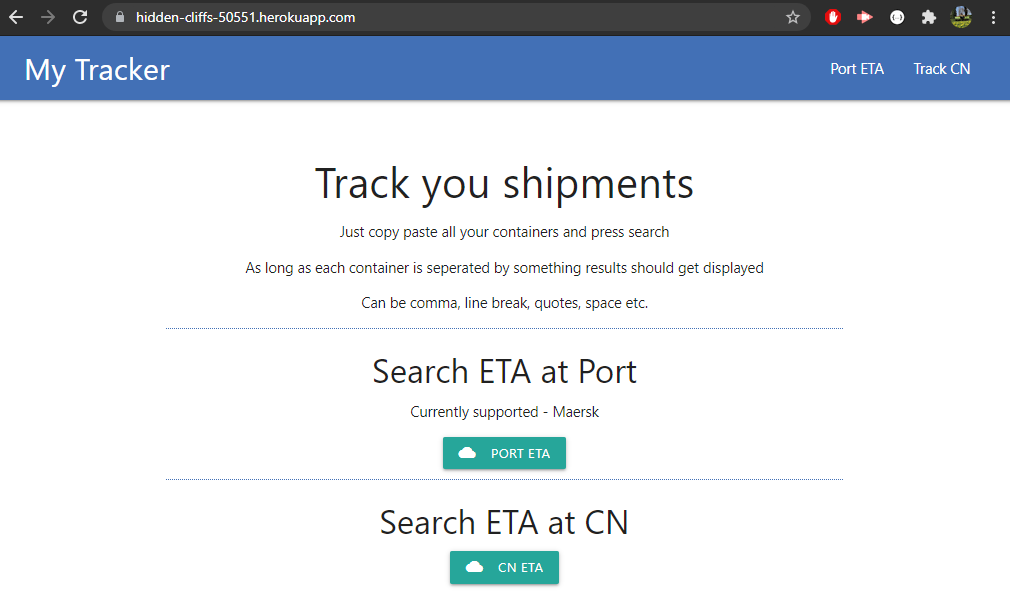 hidden-cliffs-50551.herokuapp.com
My Tracker
Port ETA
Track CN
Track you shipments
Just copy paste all your containers and press search
As long as each container is seperated by something results should get displayed
Can be comma, line break, quotes, space etc.
Search ETA at Port
Currently supported - Maersk
PORT ETA
Search ETA at CN
CN ETA